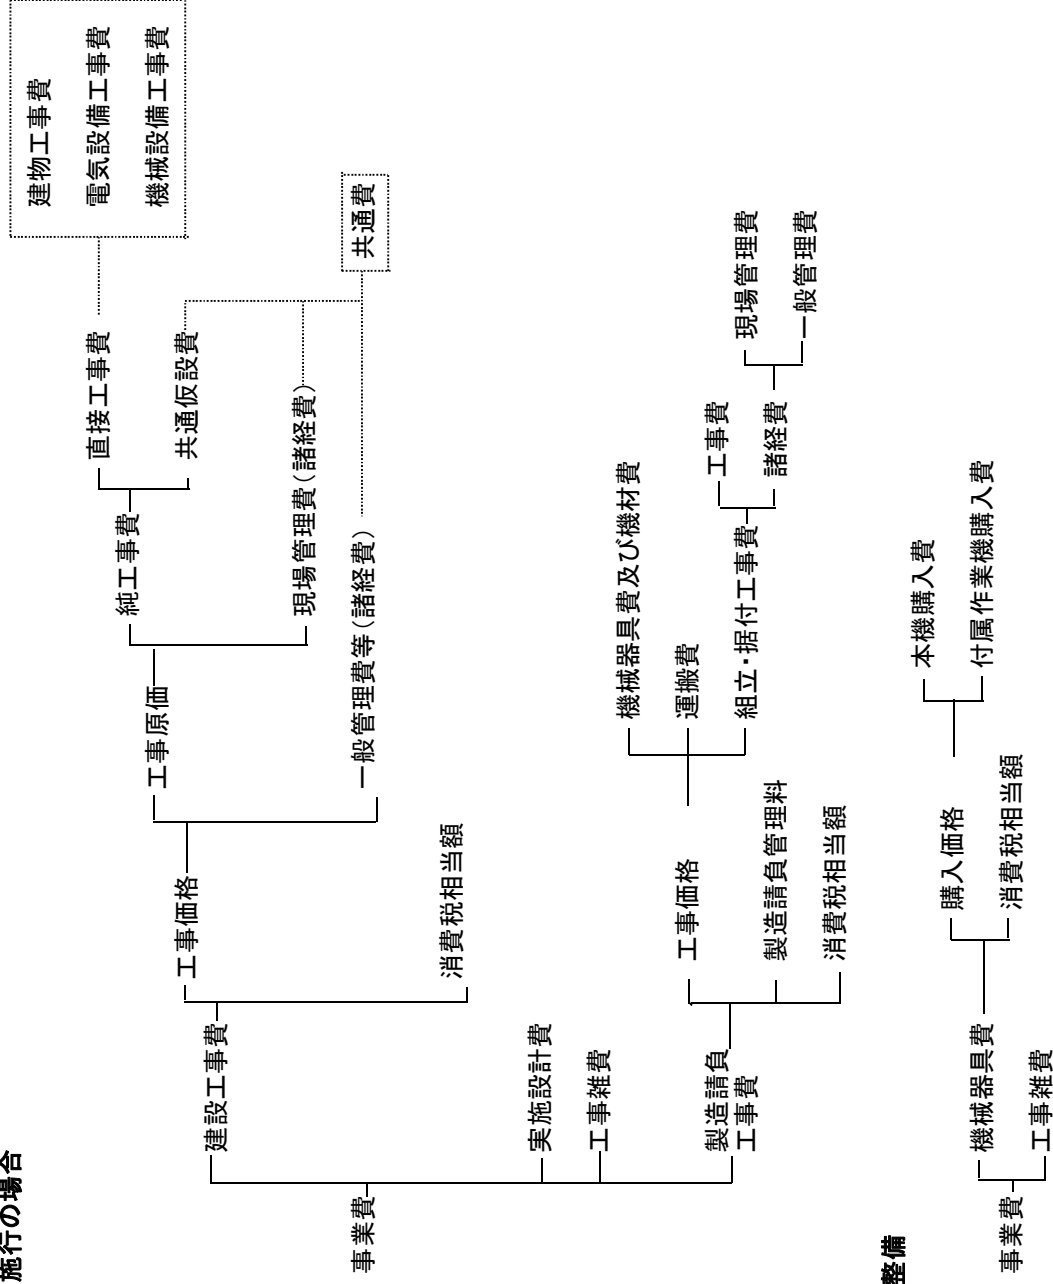 施行の場合
建物工事費
直接工事費
電気設備工事費
純工事費
機械設備工事費
工事原価
共通仮設費
工事価格
建設工事費
現場管理費(諸経費)
事業費
一般管理費等(諸経費)
共通費
消費税相当額
実施設計費
工事雑費
機械器具費及び機材費
運搬費
工事価格
工事費
製造請負
工事費
組立・据付工事費
現場管理費
製造請負管理料
諸経費
一般管理費
消費税相当額
整備
本機購入費
購入価格
機械器具費
付属作業機購入費
事業費
消費税相当額
工事雑費